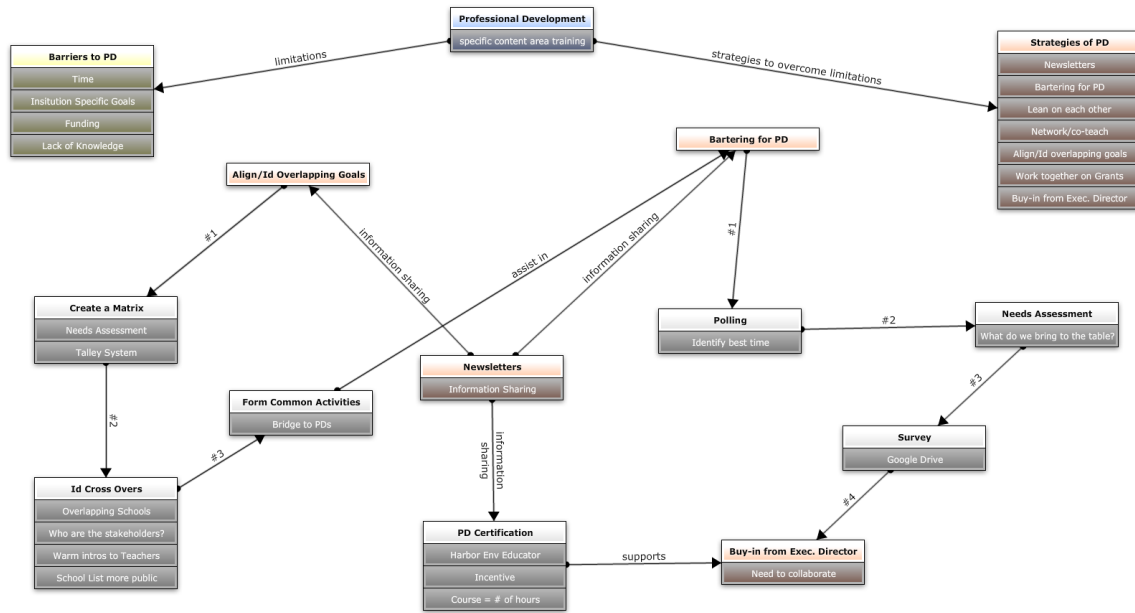 Professional Development
specific content area training
Barriers to PD
Time
Insitution Specific Goals
Funding
Lack of Knowledge
limitations
strategies to overcome limitations
Strategies of PD
Newsletters
Bartering for PD
Lean on each other
Network/co-teach
Align/Id overlapping goals
Work together on Grants
Buy-in from Exec. Director
Bartering for PD
Align/Id Overlapping Goals
#1
information sharing
assist in
information sharing
#1
Create a Matrix
Needs Assessment
Talley System
Polling
Identify best time
#2
Needs Assessment
What do we bring to the table?
Newsletters
Information Sharing
Form Common Activities
Bridge to PDs
#2
#3
information
sharing
#3
Survey
Google Drive
Id Cross Overs
Overlapping Schools
Who are the stakeholders?
Warm intros to Teachers
School List more public
#4
PD Certification
Harbor Env Educator
Incentive
Course = # of hours
supports
Buy-in from Exec. Director
Need to collaborate